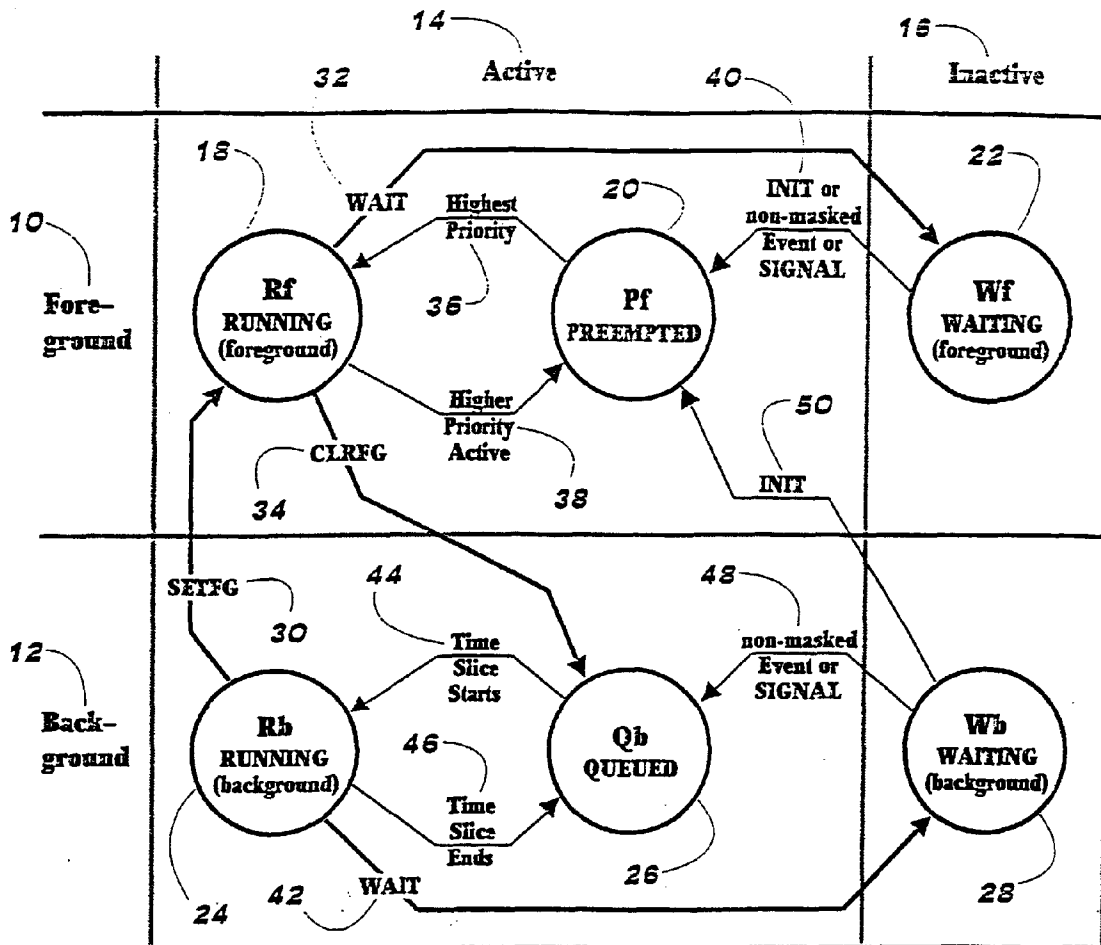 14
16
Active
Inactive
32
40
18
20
22
10
WAIT
Highest
Priority
INIT or
non-masked
Event or
SIGNAL
36
Fore-
ground
Rf
RUNNING
(foreground)
Pf
PREEMPTED
Wf
WAITING
(foreground)
Higher
Priority
Active
38
50
CLRFG
34
INIT
SETFG
30
44
48
12
Time
Slice
Starts
non-masked
Event or
SIGNAL
Back-
ground
Rb
RUNNING
(background)
46
Qb
QUEUED
Wb
WAITING
(background)
Time
Slice
Ends
24
42
WAIT
26
28